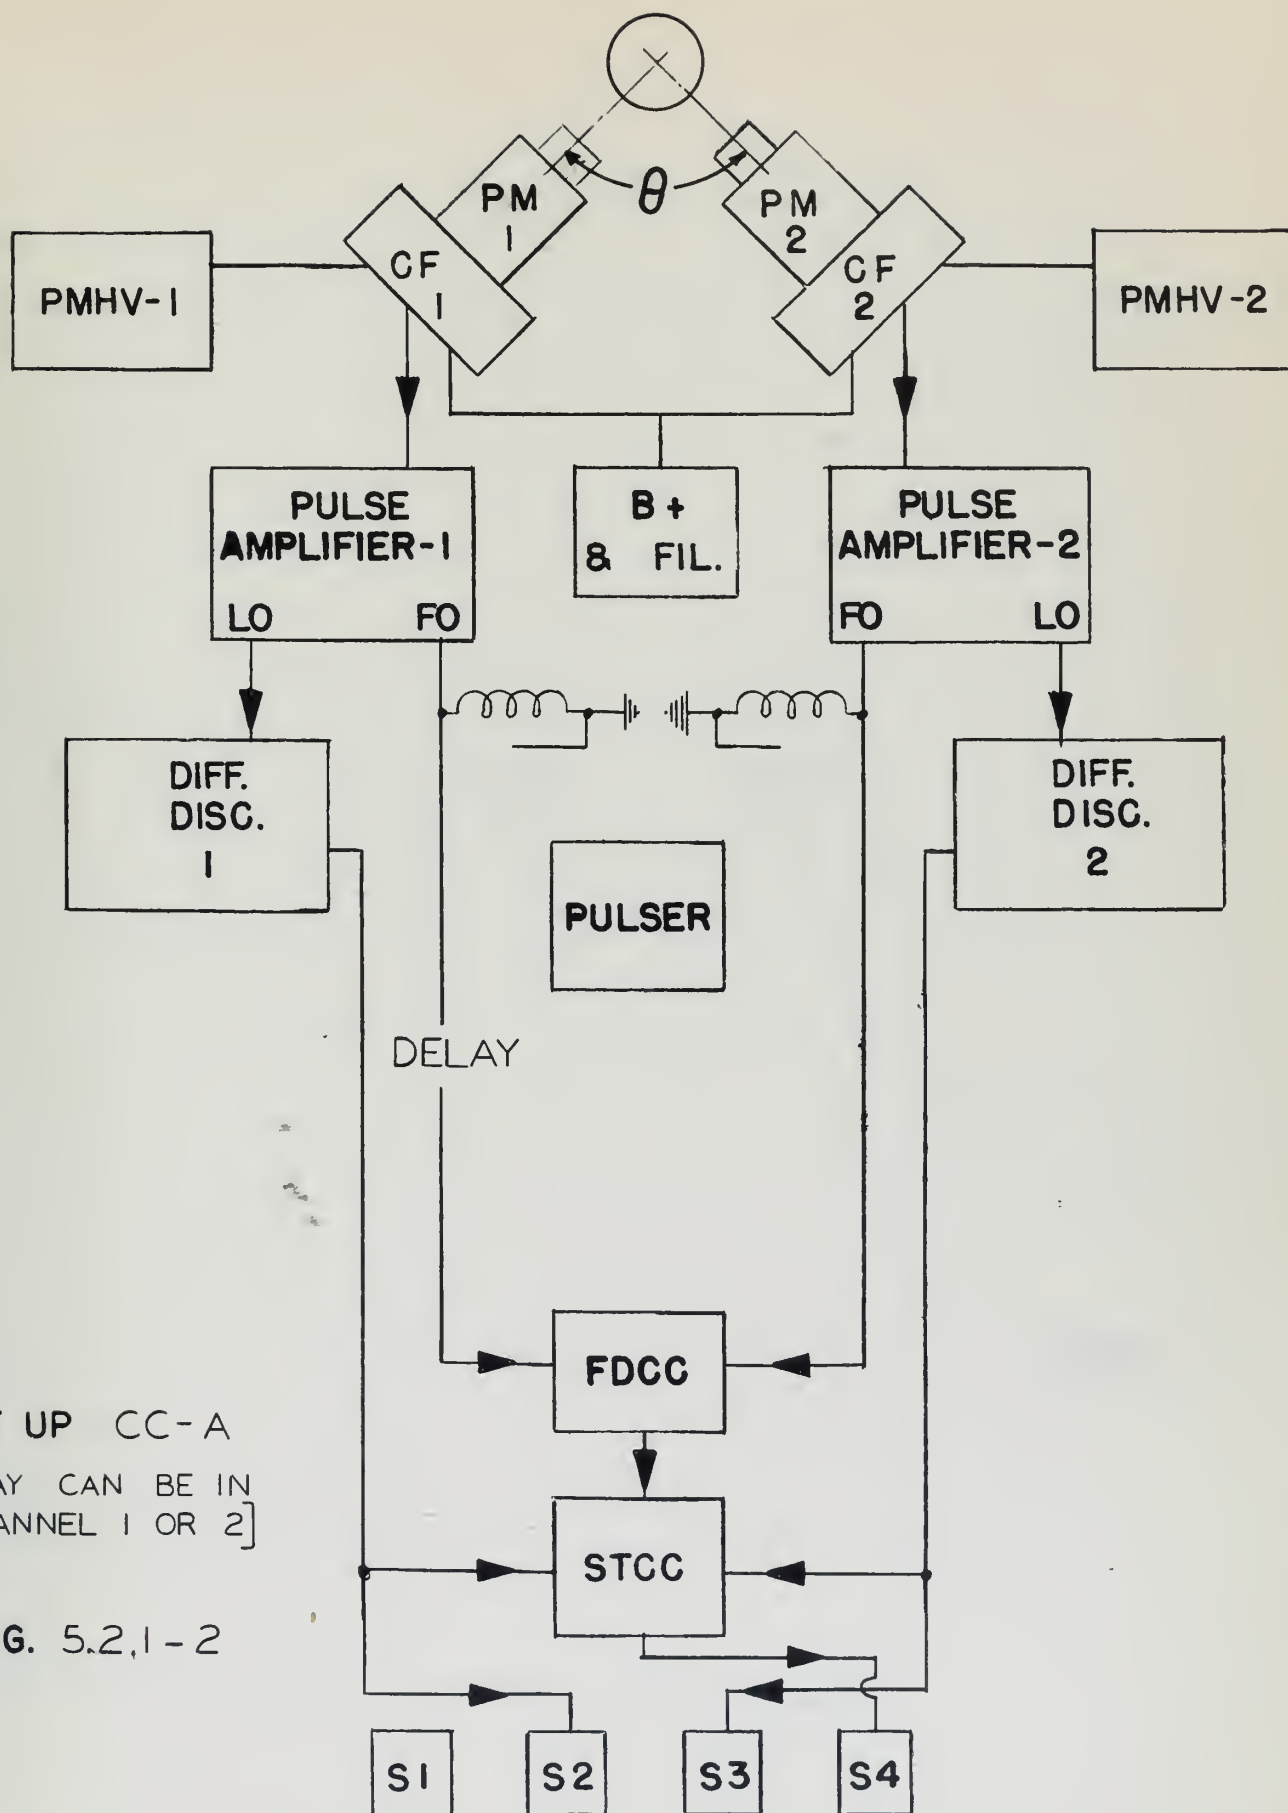 PM
1
θ
PM
2
CF
1
CF
2
PMHV-1
PMHV-2
PULSE
AMPLIFIER-1
LO FO
B+
& FIL.
PULSE
AMPLIFIER-2
FO LO
DIFF.
DISC.
1
DIFF.
DISC.
2
PULSER
DELAY
FDCC
UP CC-A
CAN BE IN
1 OR 2]
STCC
5.2.1-2
S1
S2
S3
S4